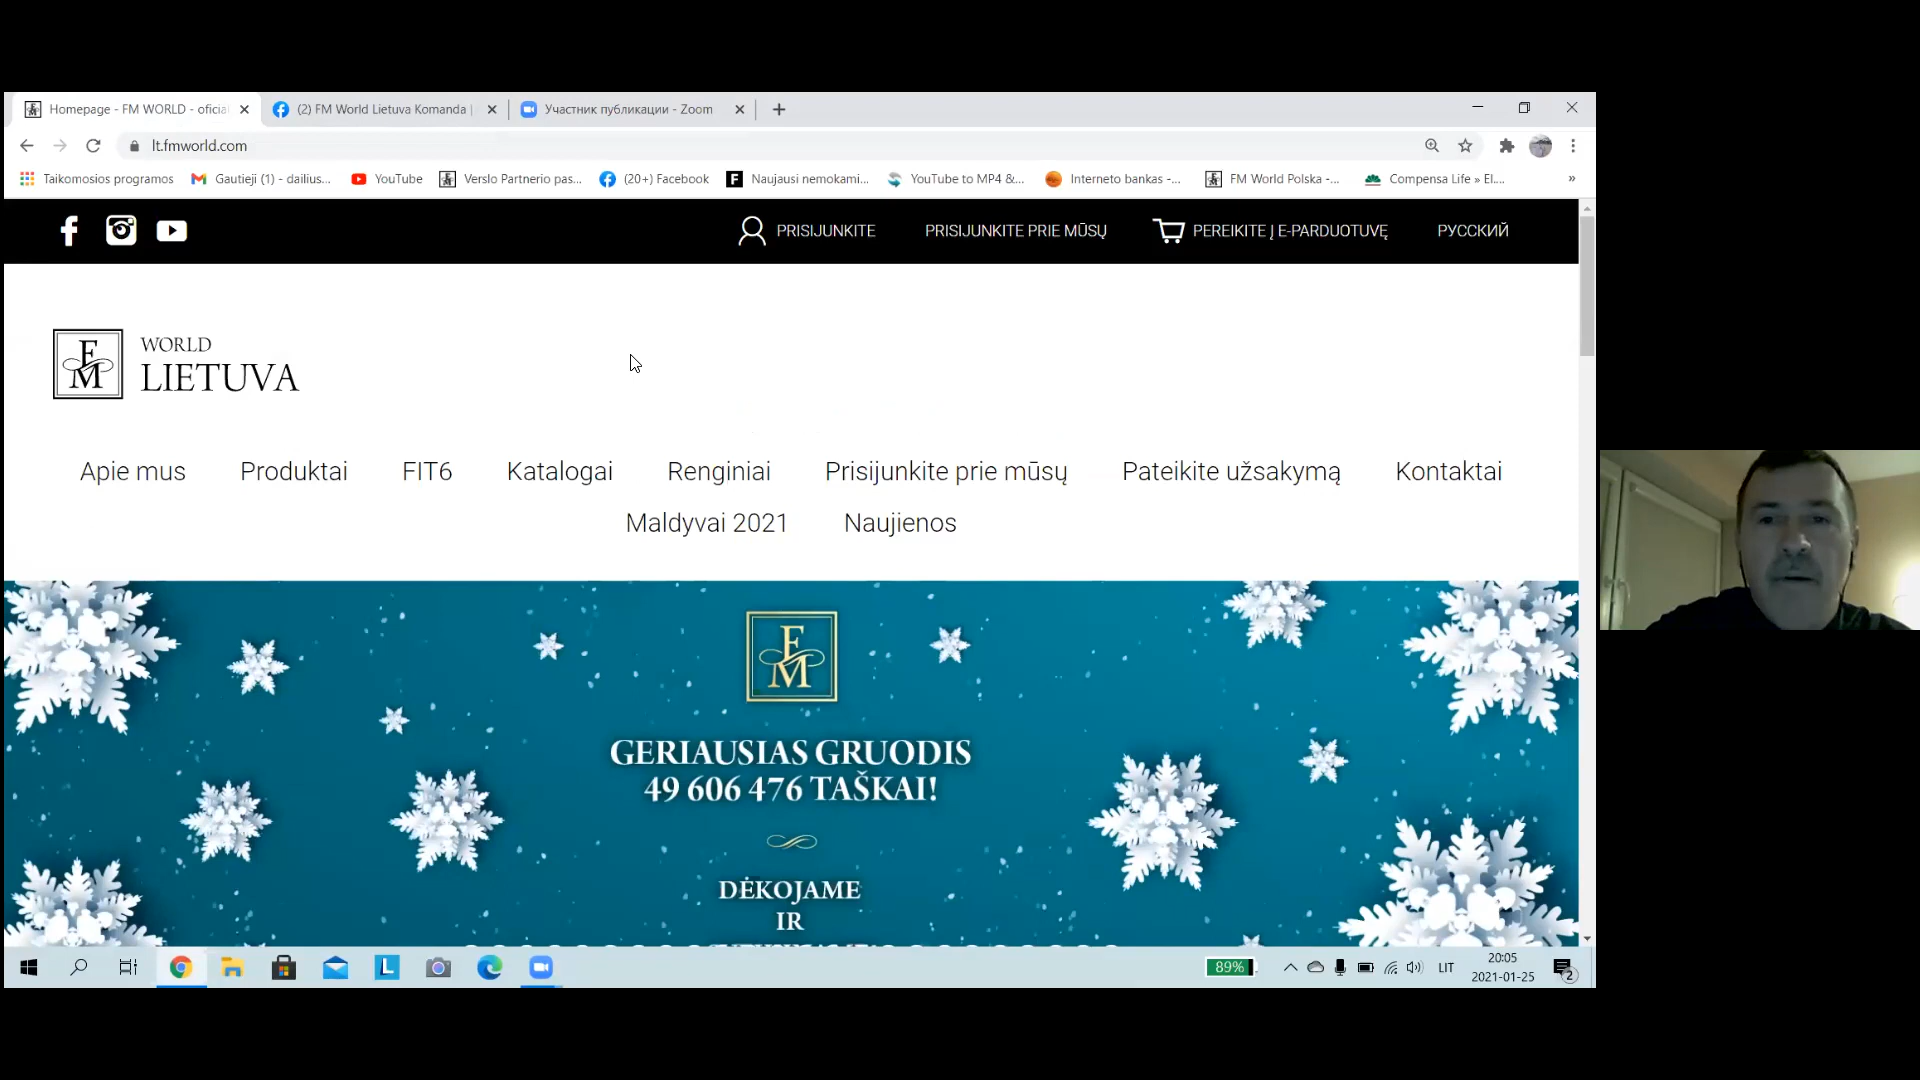 Homepage - FM WORLD - oficia
(2) FM World Lietuva Komanda |
Участник публикации - Zoom
lt.fmworld.com
Taikomosios programos
Gautieji (1) - dailius...
YouTube
Verslo Partnerio pas...
(20+) Facebook
Naujausi nemokami...
YouTube to MP4 &...
Interneto bankas -...
FM World Polska -...
Compensa Life » El....
»
PRISIJUNKITE
PRISIJUNKITE PRIE MŪSŲ
PEREIKITE Į E-PARDUOTUVĘ
РУССКИЙ
FM
WORLD
LIETUVA
Apie mus
Produktai
FIT6
Katalogai
Renginiai
Prisijunkite prie mūsų
Pateikite užsakymą
Kontaktai
Maldyvai 2021
Naujienos
FM
GERIAUSIAS GRUODIS
49 606 476 TAŠKAI!
DĖKOJAME
IR
89%
LIT
20:05
2021-01-25
2